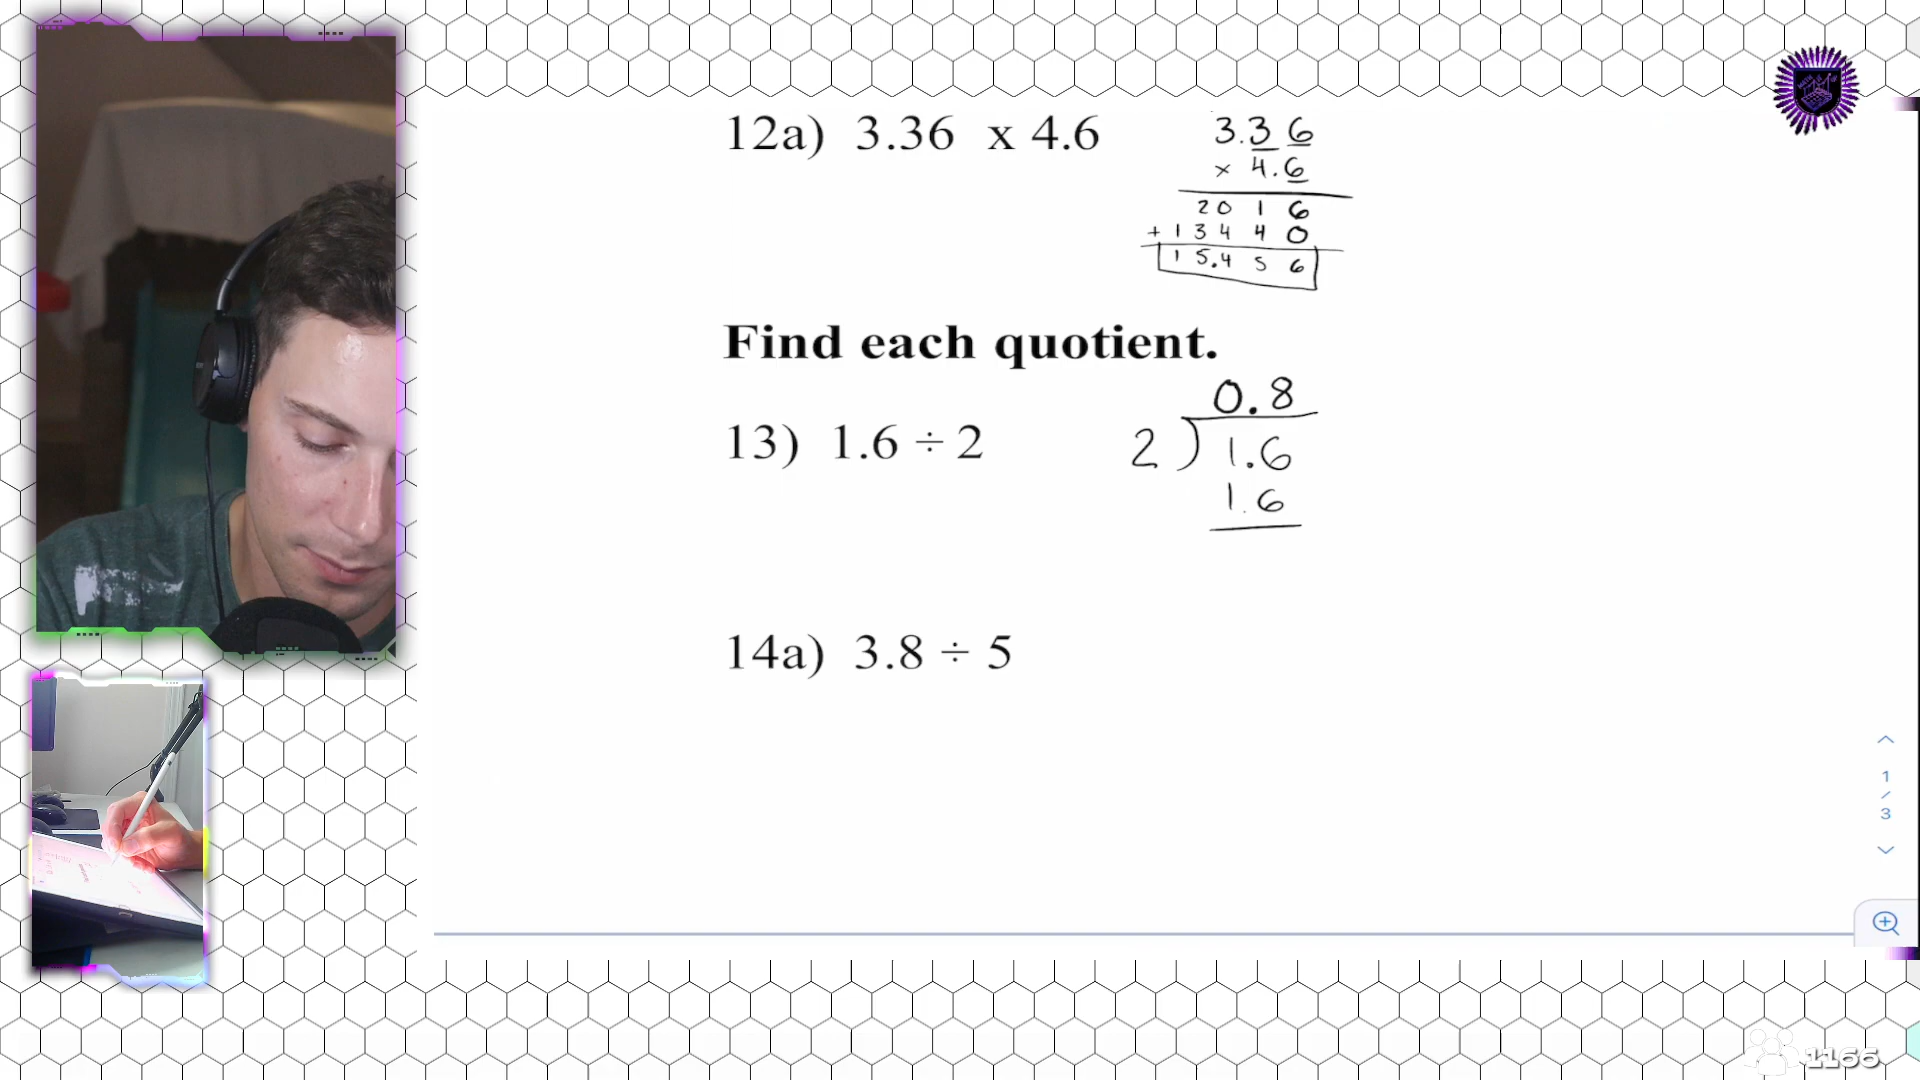 12a) 3.36 x 4.6
3.36
× 4.6
2016
+ 13440
15.456
Find each quotient.
0.8
13) 1.6 ÷ 2
2 ) 1.6
1.6
14a) 3.8 ÷ 5
1
/
3
1166